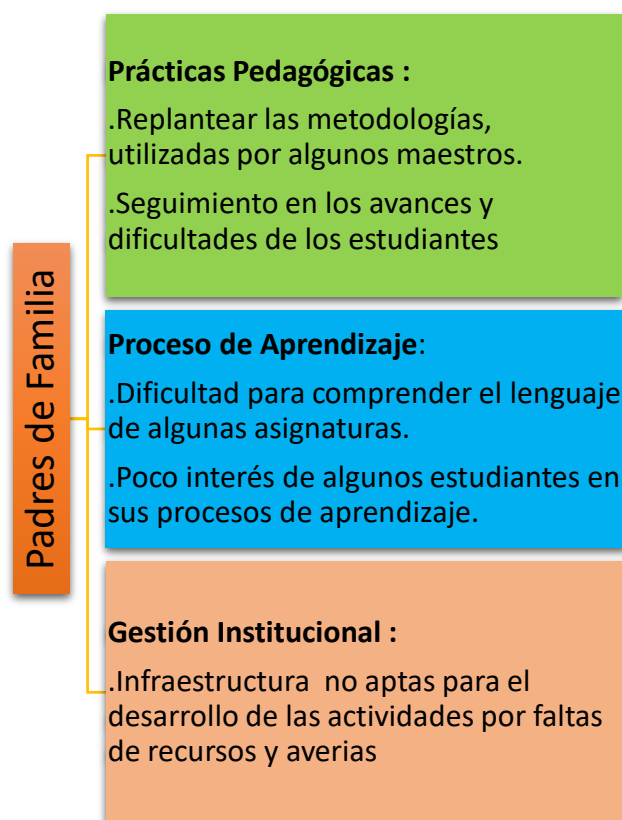 Padres de Familia
Prácticas Pedagógicas :
.Replantear las metodologías,
utilizadas por algunos maestros.
.Seguimiento en los avances y
dificultades de los estudiantes
Proceso de Aprendizaje:
.Dificultad para comprender el lenguaje
de algunas asignaturas.
.Poco interés de algunos estudiantes en
sus procesos de aprendizaje.
Gestión Institucional :
.Infraestructura  no aptas para el
desarrollo de las actividades por faltas
de recursos y averias